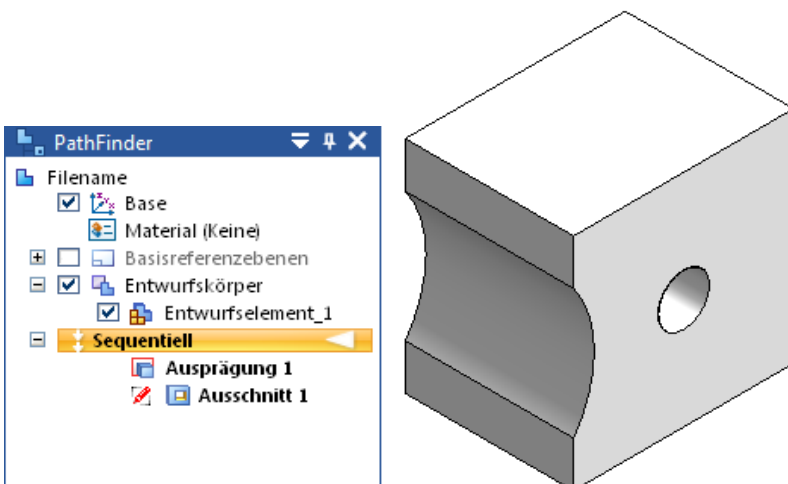 PathFinder
Filename
Base
Material (Keine)
Basisreferenzebenen
Entwurfskörper
Entwurfselement_1
Sequentiell
Ausprägung 1
Ausschnitt 1